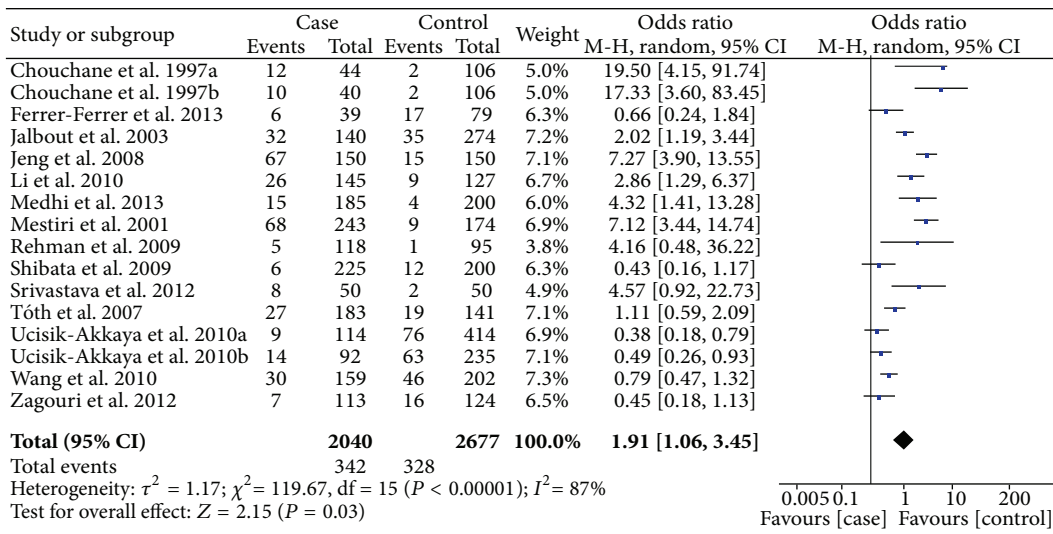 Study or subgroup Case Control Weight Odds ratio Odds ratio
Events Total Events Total M-H, random, 95% CI M-H, random, 95% CI
Chouchane et al. 1997a 12 44 2 106 5.0% 19.50 [4.15, 91.74]
Chouchane et al. 1997b 10 40 2 106 5.0% 17.33 [3.60, 83.45]
Ferrer-Ferrer et al. 2013 6 39 17 79 6.3% 0.66 [0.24, 1.84]
Jalbout et al. 2003 32 140 35 274 7.2% 2.02 [1.19, 3.44]
Jeng et al. 2008 67 150 15 150 7.1% 7.27 [3.90, 13.55]
Li et al. 2010 26 145 9 127 6.7% 2.86 [1.29, 6.37]
Medhi et al. 2013 15 185 4 200 6.0% 4.32 [1.41, 13.28]
Mestiri et al. 2001 68 243 9 174 6.9% 7.12 [3.44, 14.74]
Rehman et al. 2009 5 118 1 95 3.8% 4.16 [0.48, 36.22]
Shibata et al. 2009 6 225 12 200 6.3% 0.43 [0.16, 1.17]
Srivastava et al. 2012 8 50 2 50 4.9% 4.57 [0.92, 22.73]
Tóth et al. 2007 27 183 19 141 7.1% 1.11 [0.59, 2.09]
Ucisik-Akkaya et al. 2010a 9 114 76 414 6.9% 0.38 [0.18, 0.79]
Ucisik-Akkaya et al. 2010b 14 92 63 235 7.1% 0.49 [0.26, 0.93]
Wang et al. 2010 30 159 46 202 7.3% 0.79 [0.47, 1.32]
Zagouri et al. 2012 7 113 16 124 6.5% 0.45 [0.18, 1.13]
Total (95% CI) 2040 2677 100.0% 1.91 [1.06, 3.45]
Total events 342 328
Heterogeneity: τ² = 1.17; χ² = 119.67, df = 15 (P < 0.00001); I² = 87%
Test for overall effect: Z = 2.15 (P = 0.03)
0.005 0.1 1 10 200
Favours [case] Favours [control]